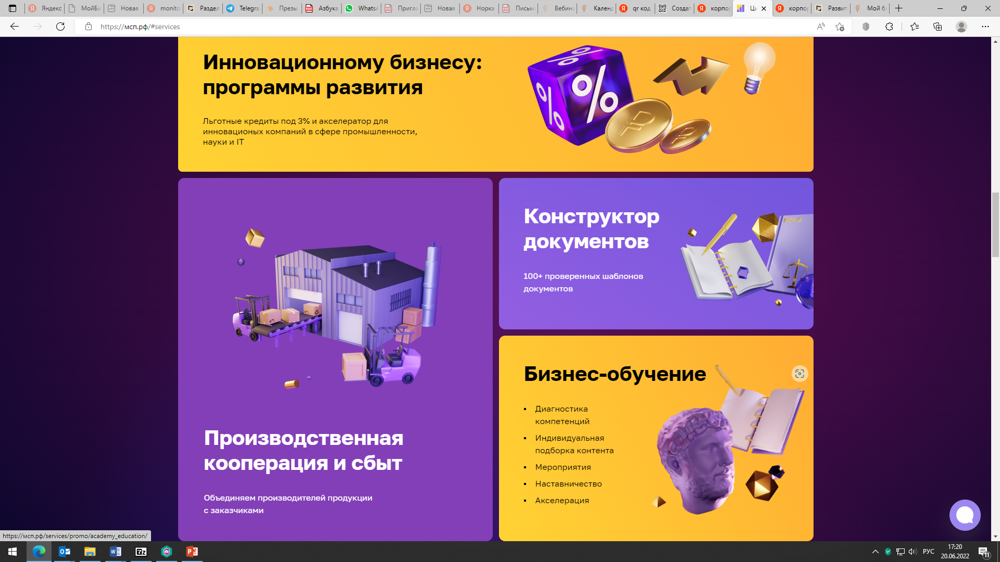 Яндекс
МойБи
Новая
monito
Раздел
Telegra
Презы
Азбука
WhatsA
Пригла
Новая
Норка
Письм
Вебина
Календ
qr код
Создат
корпор
Ци
корпор
Развит
Мой б
https://мсп.рф/#services
Инновационному бизнесу:
программы развития
Льготные кредиты под 3% и акселератор для
инновационых компаний в сфере промышленности,
науки и IT
Конструктор
документов
100+ проверенных шаблонов
документов
Бизнес-обучение
▪ Диагностика
компетенций
▪ Индивидуальная
подборка контента
▪ Мероприятия
▪ Наставничество
▪ Акселерация
Производственная
кооперация и сбыт
Объединяем производителей продукции
с заказчиками
https://мсп.рф/services/promo/academy_education/
РУС
17:20
20.06.2022
11